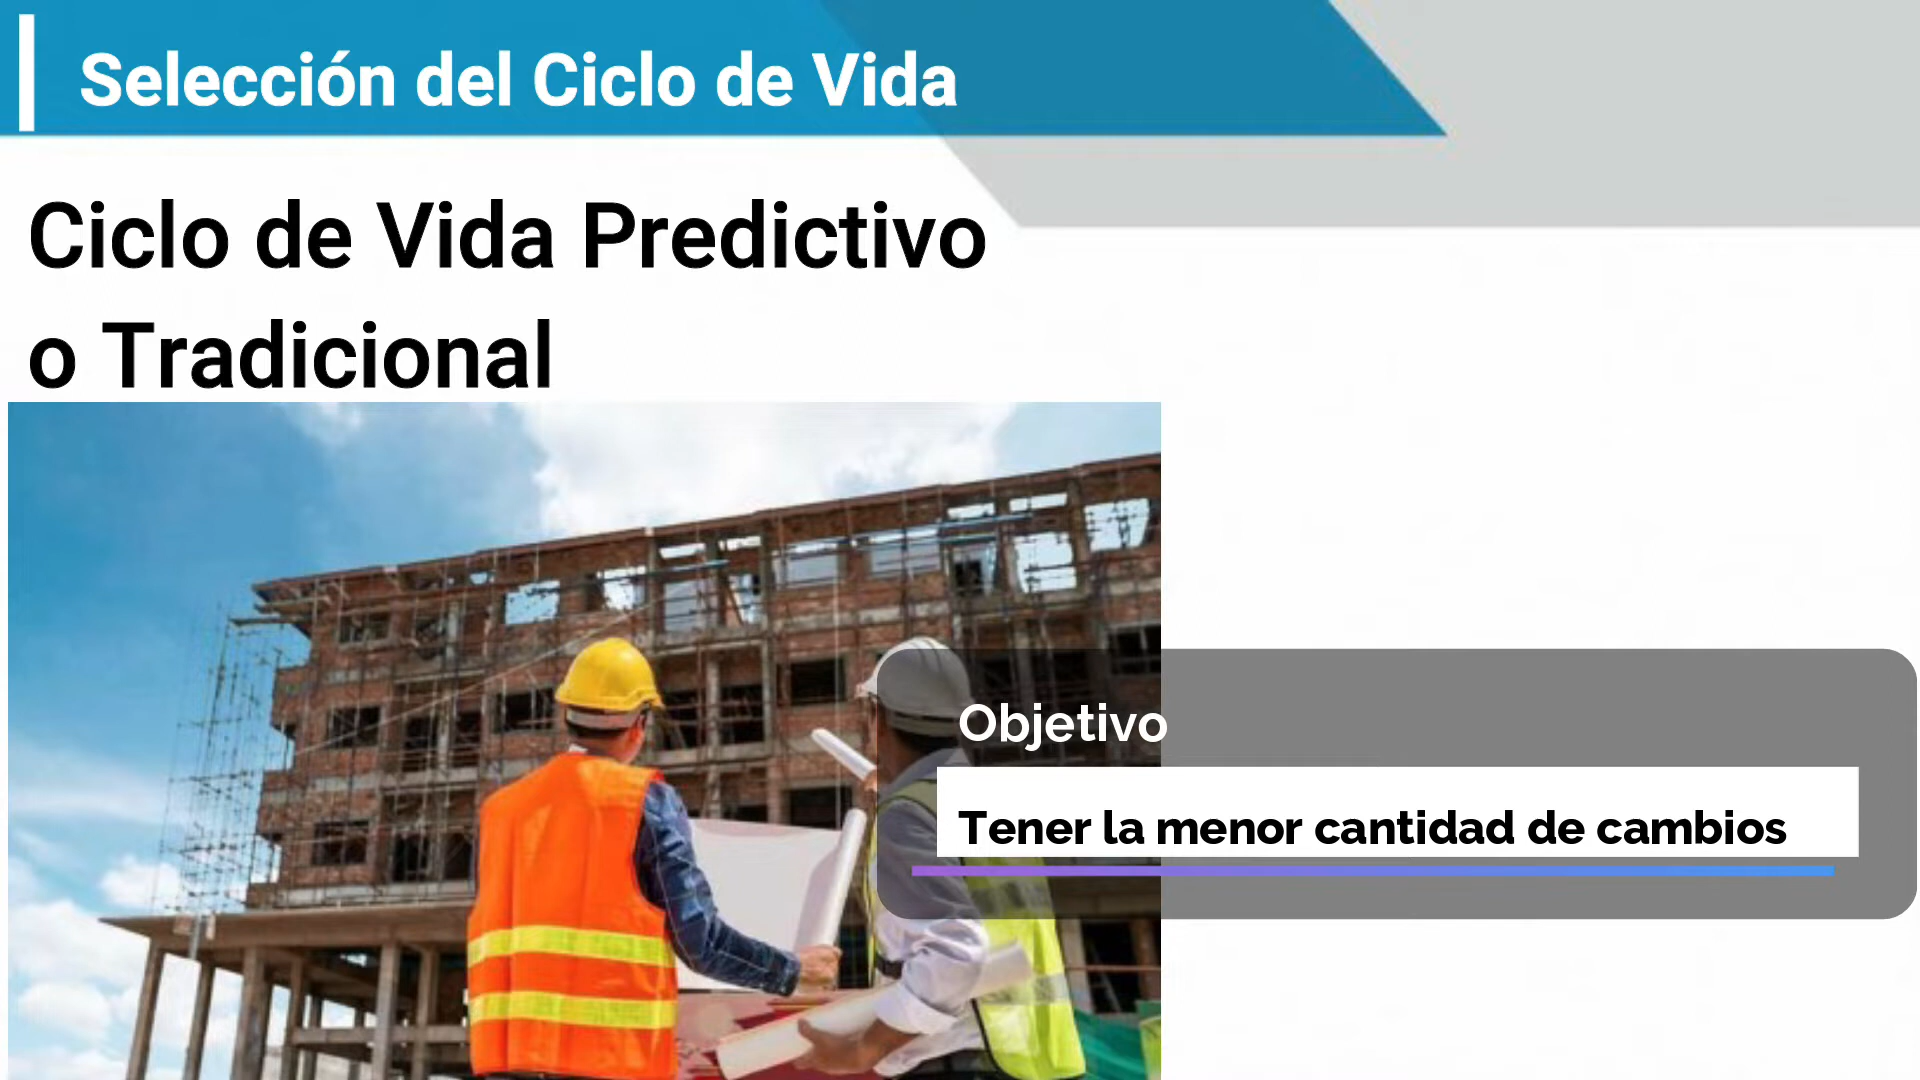 Selección del Ciclo de Vida
Ciclo de Vida Predictivo
o Tradicional
Objetivo
Tener la menor cantidad de cambios